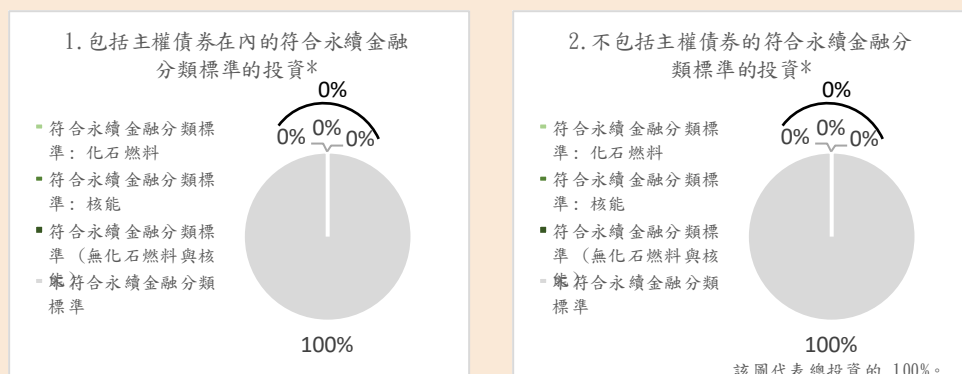 1.包括主權債券在內的符合永續金融
分類標準的投資*
0%
0% 0% 0%
符合永續金融分類標
準: 化石燃料
符合永續金融分類標
準: 核能
符合永續金融分類標
準 (無化石燃料與核
能)
未符合永續金融分類
標準
100%
2.不包括主權債券的符合永續金融分
類標準的投資*
0%
0% 0% 0%
符合永續金融分類標
準: 化石燃料
符合永續金融分類標
準: 核能
符合永續金融分類標
準 (無化石燃料與核
能)
未符合永續金融分類
標準
100%
該圖代表總投資的 100%。